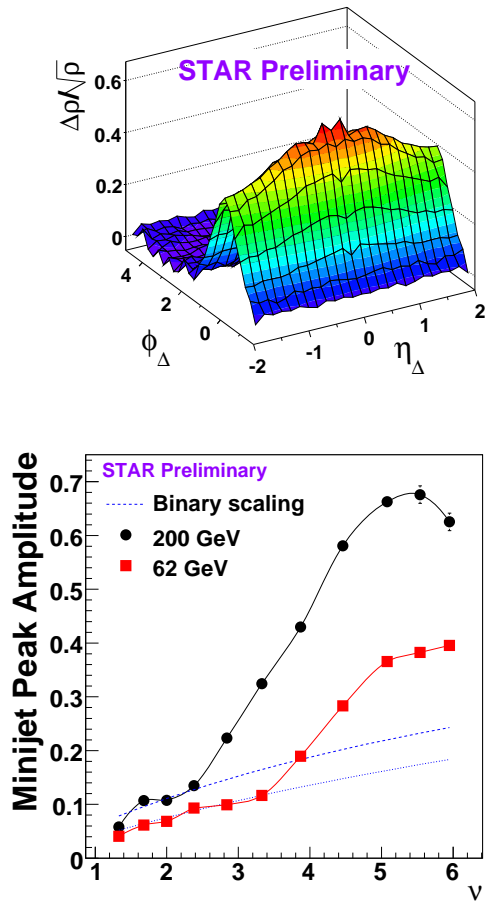 Δρ/√ρ
STAR Preliminary
0.6
0.4
0.2
0
4
2
0
ϕΔ
-2
-1
0
1
2
ηΔ
Minijet Peak Amplitude
STAR Preliminary
Binary scaling
200 GeV
62 GeV
0.7
0.6
0.5
0.4
0.3
0.2
0.1
0
1 2 3 4 5 6
ν